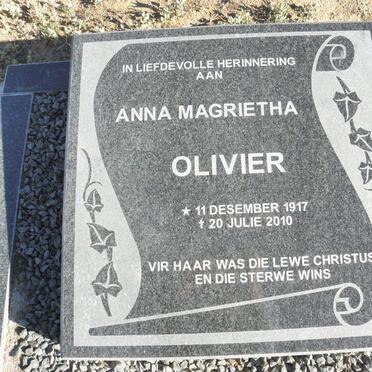 IN LIEFDEVOLLE HERINNERING
AAN
ANNA MAGRIETHA
OLIVIER
★ 11 DESEMBER 1917
† 20 JULIE 2010
VIR HAAR WAS DIE LEWE CHRISTUS
EN DIE STERWE WINS